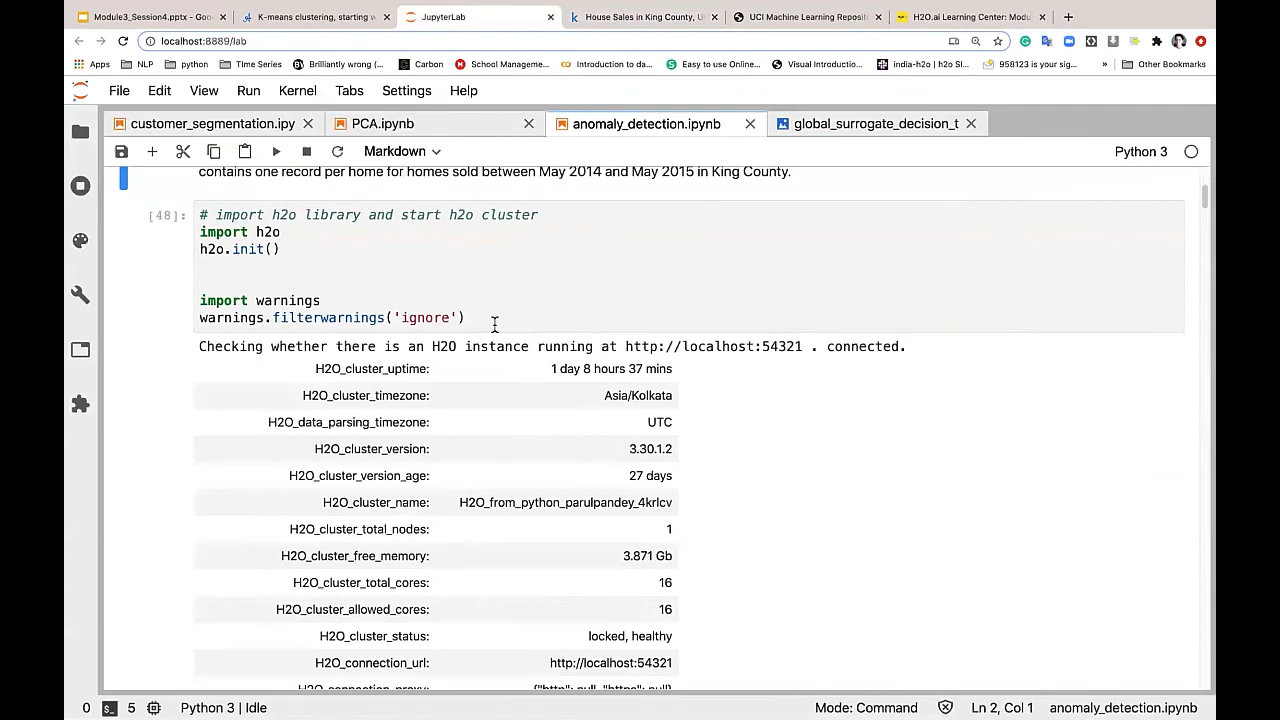 Module3_Session4.pptx - Goo
K-means clustering, starting w
JupyterLab
House Sales in King County, U
UCI Machine Learning Reposit
H2O.ai Learning Center: Modu
localhost:8889/lab
Apps
NLP
python
TIme Series
Brilliantly wrong (...
Carbon
School Manageme...
Introduction to da...
Easy to use Online...
Visual Introductio...
india-h2o | h2o Sl...
958123 is your sig...
»
Other Bookmarks
File
Edit
View
Run
Kernel
Tabs
Settings
Help
customer_segmentation.ipy
PCA.ipynb
anomaly_detection.ipynb
global_surrogate_decision_t
Markdown
Python 3
contains one record per home for homes sold between May 2014 and May 2015 in King County.
[48]:
# import h2o library and start h2o cluster
import h2o
h2o.init()
import warnings
warnings.filterwarnings('ignore')
Checking whether there is an H2O instance running at http://localhost:54321 . connected.
H2O_cluster_uptime: 1 day 8 hours 37 mins
H2O_cluster_timezone: Asia/Kolkata
H2O_data_parsing_timezone: UTC
H2O_cluster_version: 3.30.1.2
H2O_cluster_version_age: 27 days
H2O_cluster_name: H2O_from_python_parulpandey_4krlcv
H2O_cluster_total_nodes: 1
H2O_cluster_free_memory: 3.871 Gb
H2O_cluster_total_cores: 16
H2O_cluster_allowed_cores: 16
H2O_cluster_status: locked, healthy
H2O_connection_url: http://localhost:54321
H2O_connection_proxy: {"http": null, "https": null}
0
5
Python 3 | Idle
Mode: Command
Ln 2, Col 1
anomaly_detection.ipynb